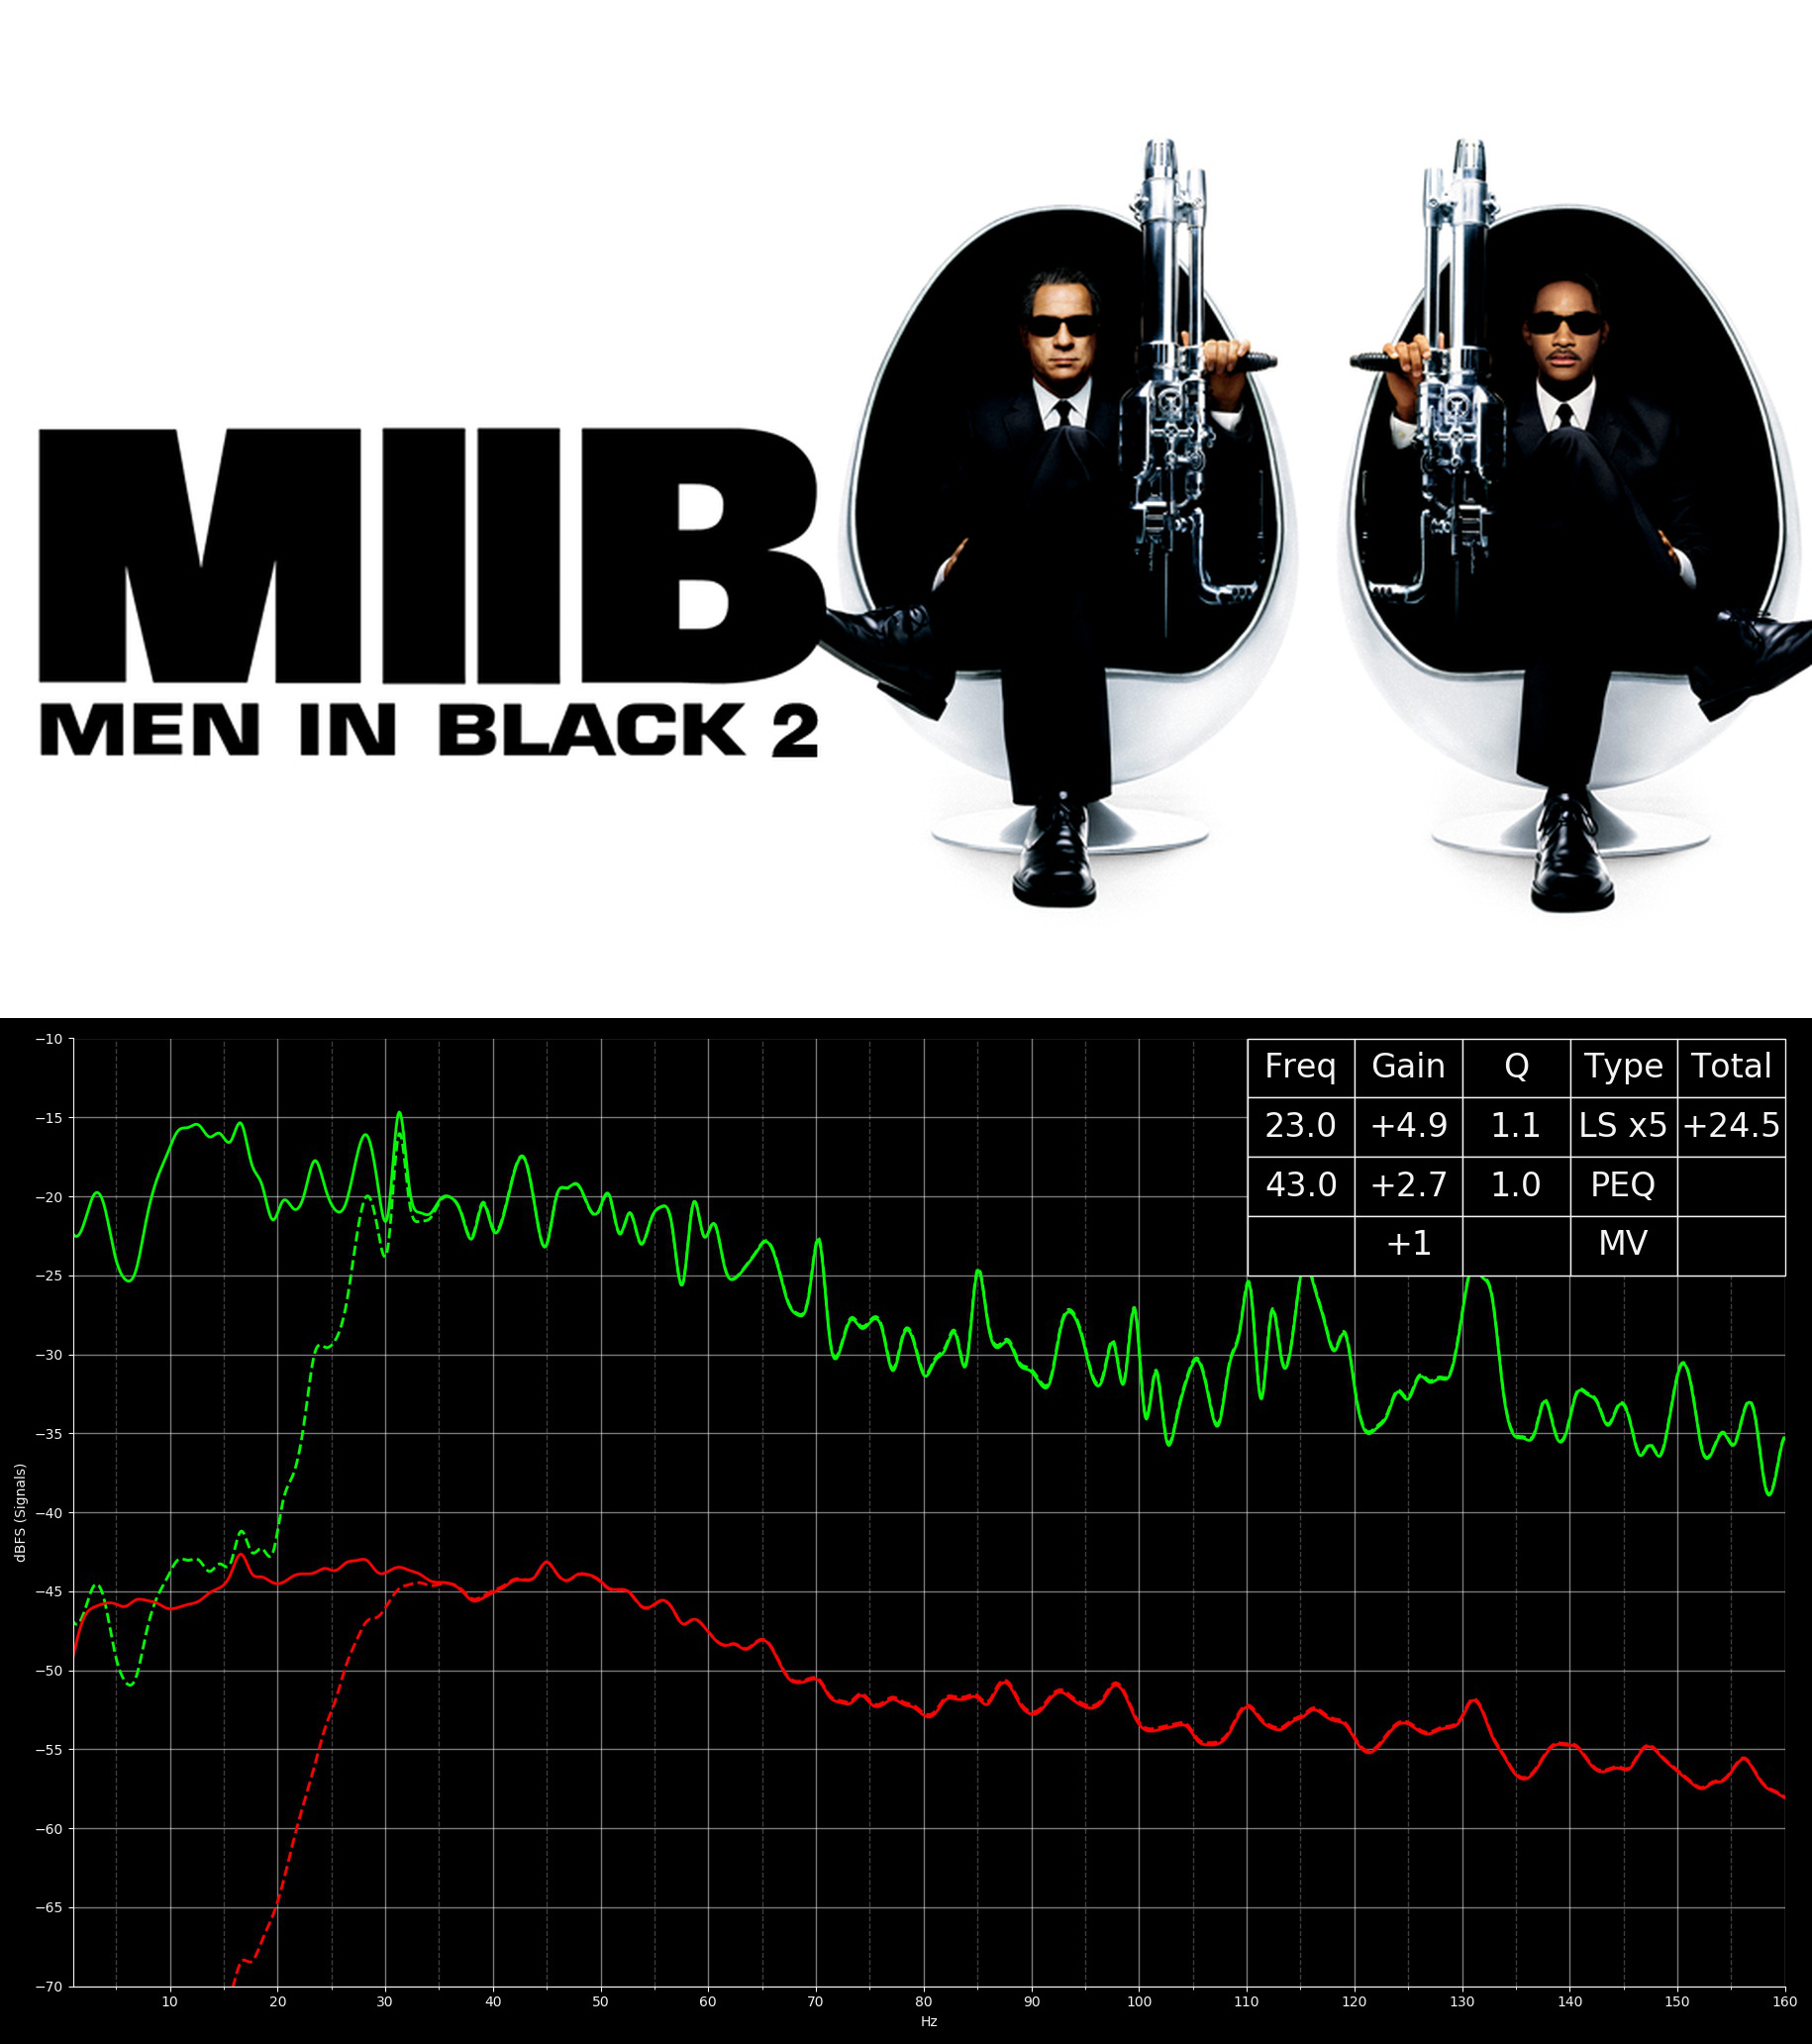 MIIB
MEN IN BLACK 2
Freq Gain Q Type Total
23.0 +4.9 1.1 LS x5 +24.5
43.0 +2.7 1.0 PEQ
+1 MV
−10
−15
−20
−25
−30
−35
−40
−45
−50
−55
−60
−65
−70
dBFS (Signals)
10 20 30 40 50 60 70 80 90 100 110 120 130 140 150 160
Hz